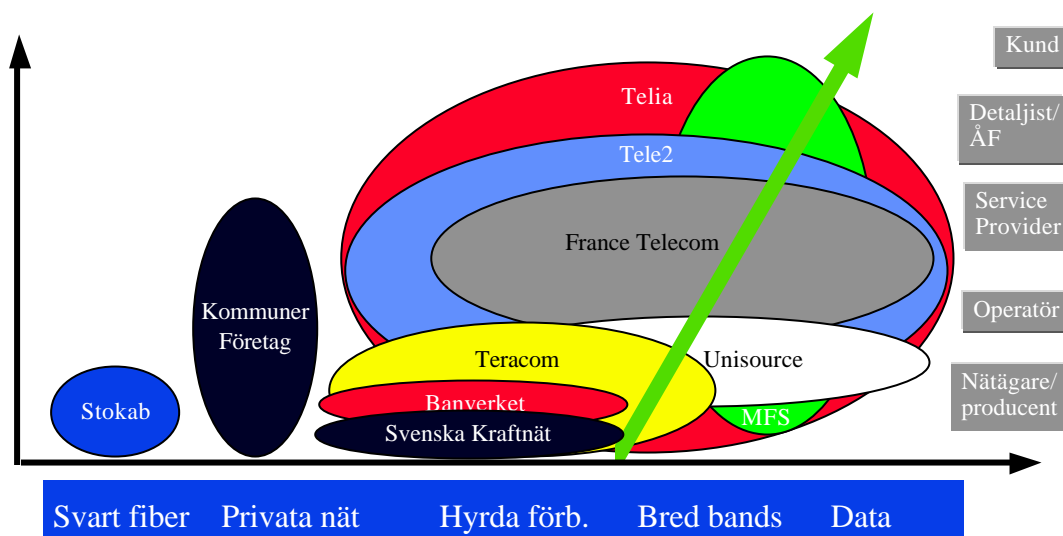 Kund
Telia
Detaljist/
ÅF
Tele2
Service
Provider
France Telecom
Kommuner
Företag
Operatör
Teracom
Unisource
Nätägare/
producent
Stokab
Banverket
MFS
Svenska Kraftnät
Svart fiber Privata nät Hyrda förb. Bred bands Data